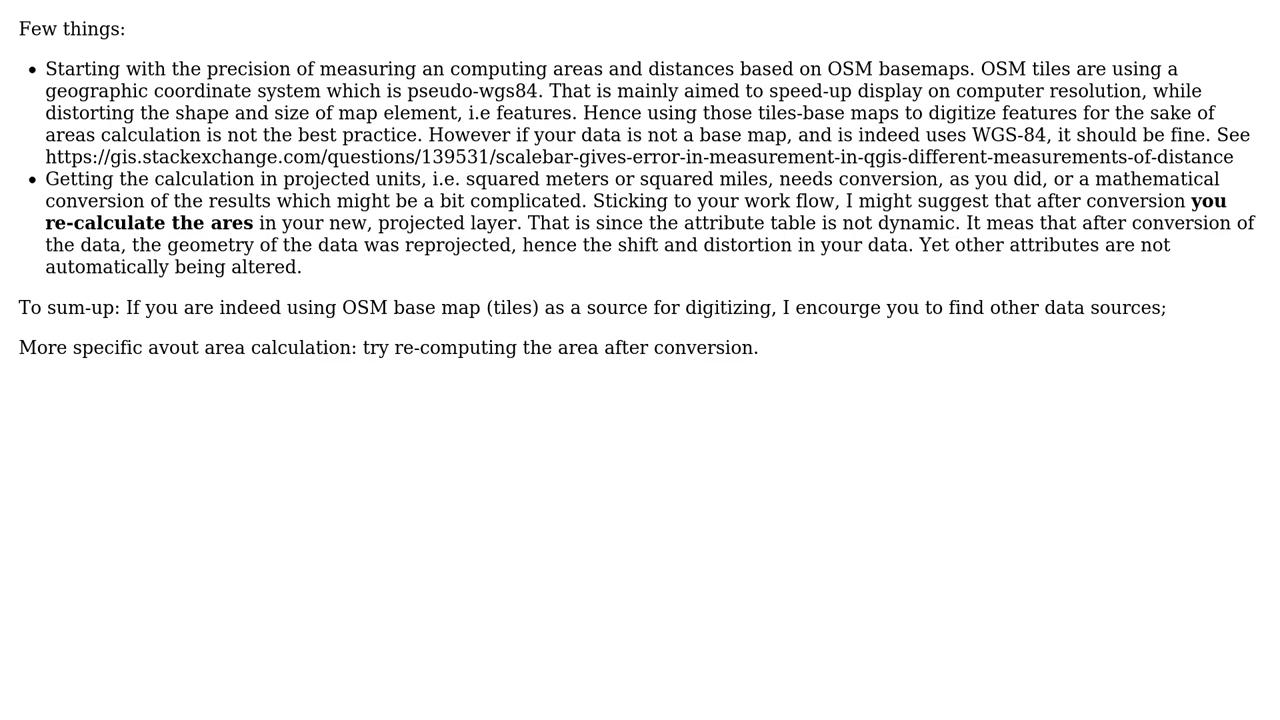 Few things:
• Starting with the precision of measuring an computing areas and distances based on OSM basemaps. OSM tiles are using a
geographic coordinate system which is pseudo-wgs84. That is mainly aimed to speed-up display on computer resolution, while
distorting the shape and size of map element, i.e features. Hence using those tiles-base maps to digitize features for the sake of
areas calculation is not the best practice. However if your data is not a base map, and is indeed uses WGS-84, it should be fine. See
https://gis.stackexchange.com/questions/139531/scalebar-gives-error-in-measurement-in-qgis-different-measurements-of-distance
• Getting the calculation in projected units, i.e. squared meters or squared miles, needs conversion, as you did, or a mathematical
conversion of the results which might be a bit complicated. Sticking to your work flow, I might suggest that after conversion you
re-calculate the ares in your new, projected layer. That is since the attribute table is not dynamic. It meas that after conversion of
the data, the geometry of the data was reprojected, hence the shift and distortion in your data. Yet other attributes are not
automatically being altered.
To sum-up: If you are indeed using OSM base map (tiles) as a source for digitizing, I encourge you to find other data sources;
More specific avout area calculation: try re-computing the area after conversion.